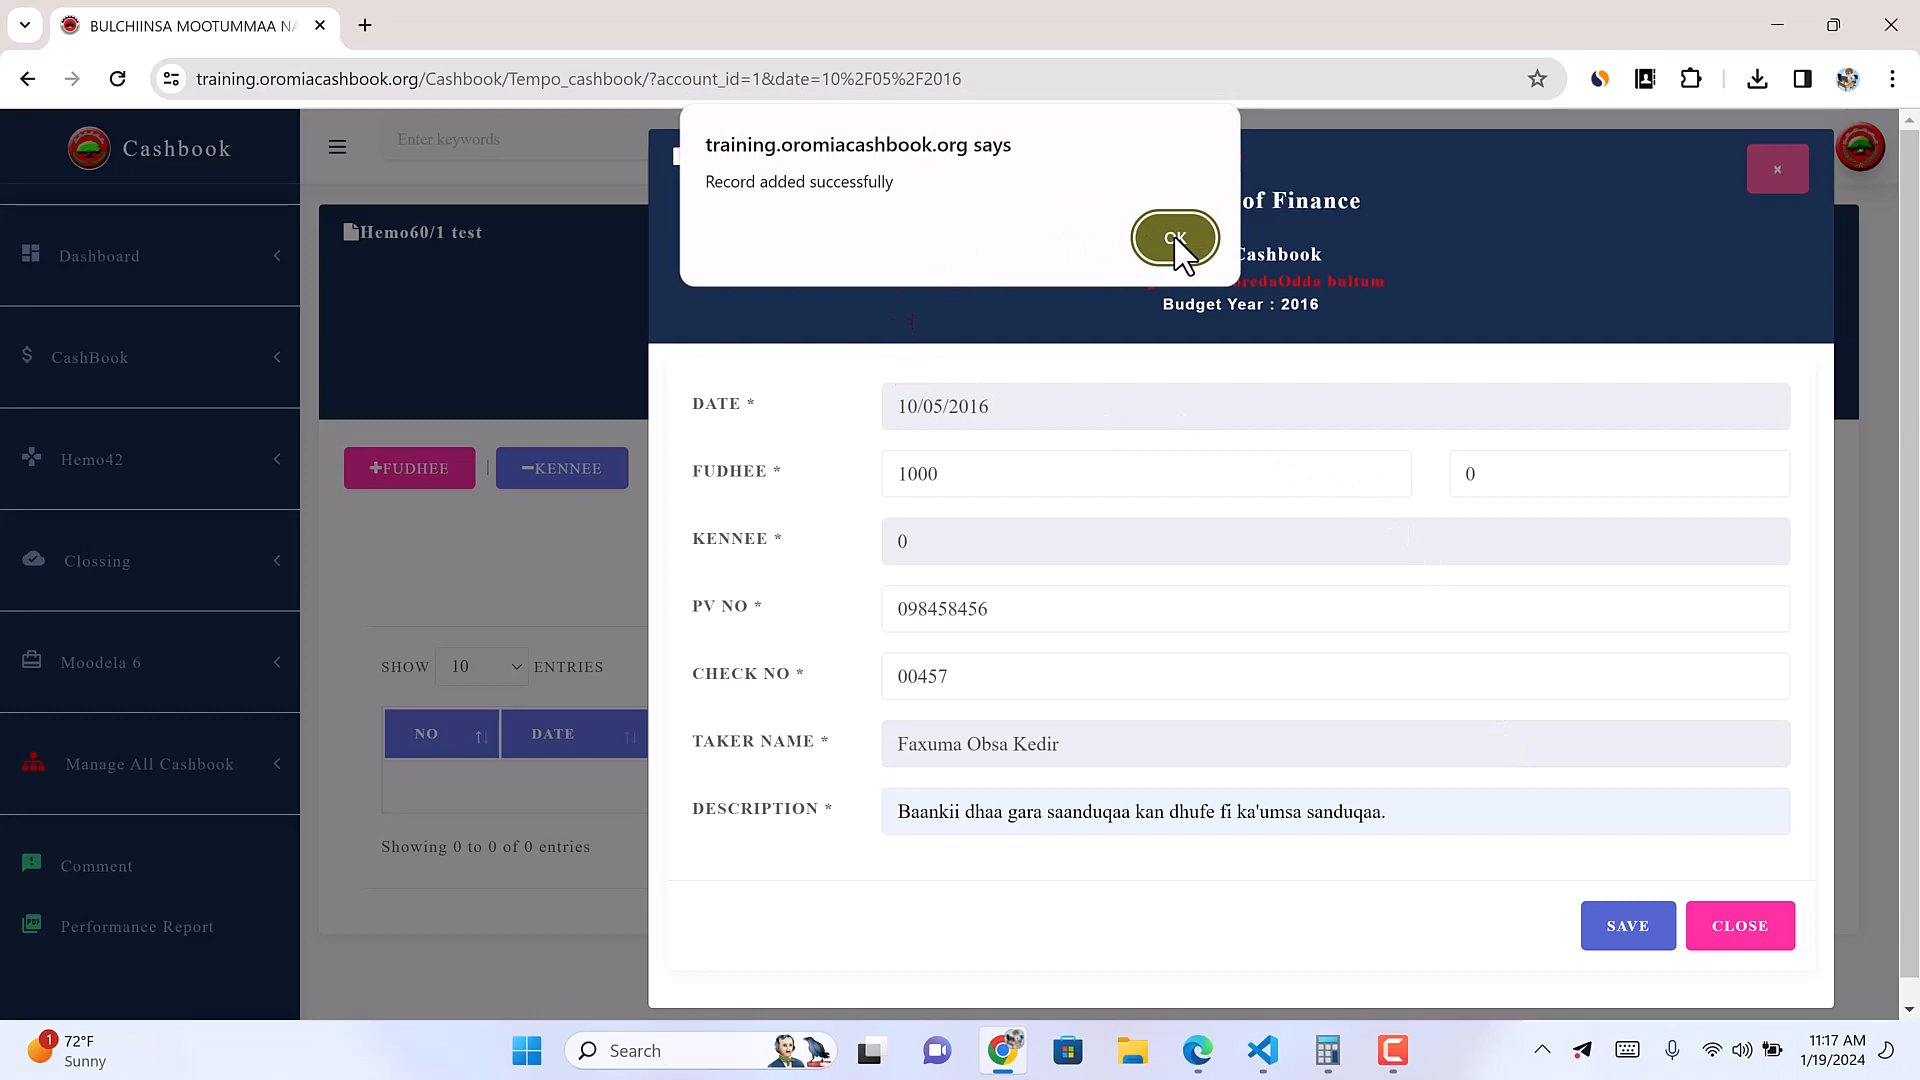 BULCHIINSA MOOTUMMAA NA
training.oromiacashbook.org/Cashbook/Tempo_cashbook/?account_id=1&date=10%2F05%2F2016
Cashbook
Enter keywords
training.oromiacashbook.org says
Record added successfully
OK
×
of Finance
Cashbook
Odda bultum
Budget Year : 2016
Hemo60/1 test
Dashboard
CashBook
Hemo42
Clossing
Moodela 6
Manage All Cashbook
Comment
Performance Report
FUDHEE | KENNEE
SHOW 10 ENTRIES
NO DATE
Showing 0 to 0 of 0 entries
DATE * 10/05/2016
FUDHEE * 1000 0
KENNEE * 0
PV NO * 098458456
CHECK NO * 00457
TAKER NAME * Faxuma Obsa Kedir
DESCRIPTION * Baankii dhaa gara saanduqaa kan dhufe fi ka'umsa sanduqaa.
SAVE CLOSE
1
72°F
Sunny
Search
11:17 AM
1/19/2024